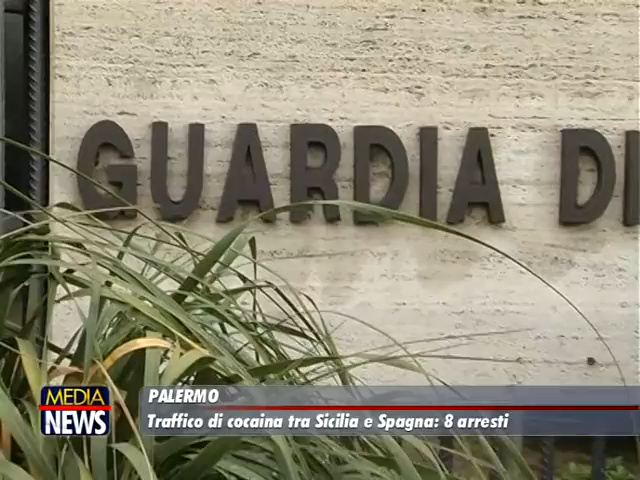 GUARDIA DI
MEDIA
NEWS
PALERMO
Traffico di cocaina tra Sicilia e Spagna: 8 arresti